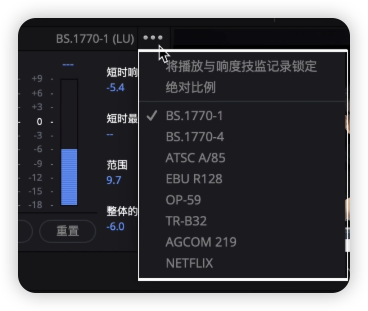 BS.1770-1 (LU) •••
将播放与响度技监记录锁定
绝对比例
BS.1770-1
BS.1770-4
ATSC A/85
EBU R128
OP-59
TR-B32
AGCOM 219
NETFLIX
+9
+6
+3
0
-3
-6
-9
-12
-15
-18
--
短时响
-5.4
短时最
--
范围
9.7
整体的
-6.0
重置